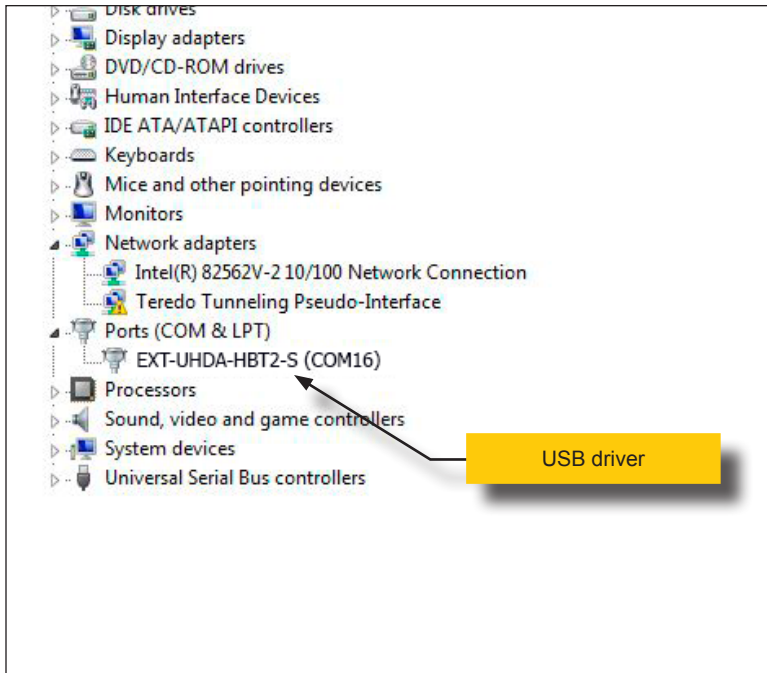 Disk drives
Display adapters
DVD/CD-ROM drives
Human Interface Devices
IDE ATA/ATAPI controllers
Keyboards
Mice and other pointing devices
Monitors
Network adapters
Intel(R) 82562V-2 10/100 Network Connection
Teredo Tunneling Pseudo-Interface
Ports (COM & LPT)
EXT-UHDA-HBT2-S (COM16)
Processors
Sound, video and game controllers
System devices
USB driver
Universal Serial Bus controllers